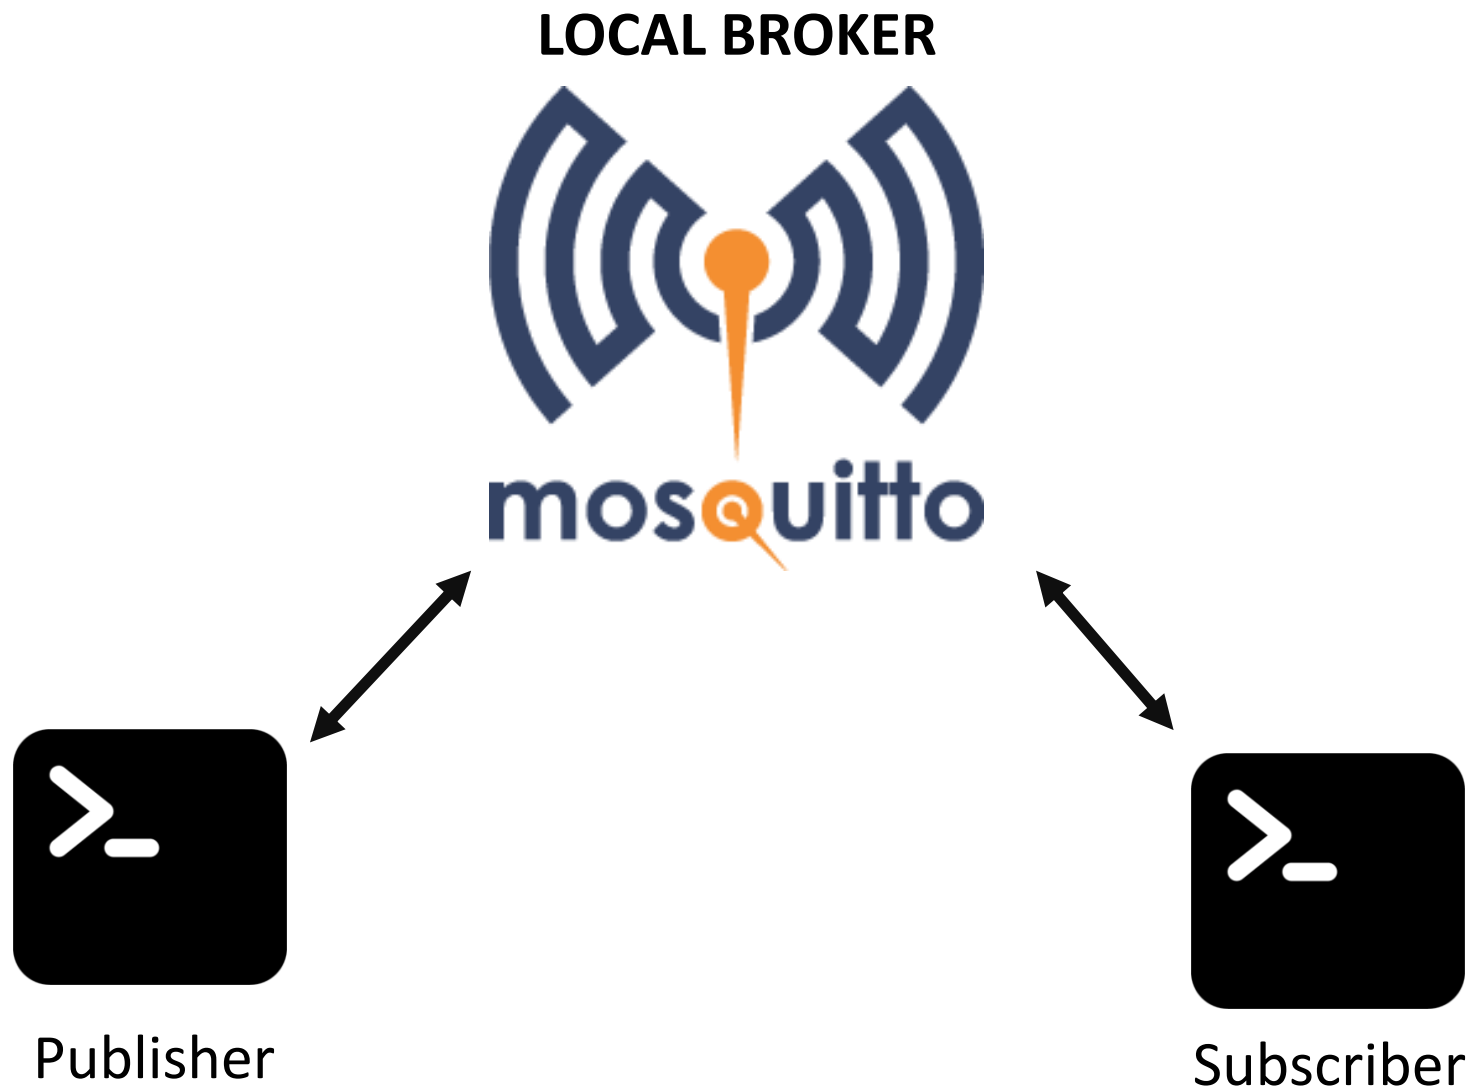 LOCAL BROKER
mosquitto
>_
>_
Publisher
Subscriber